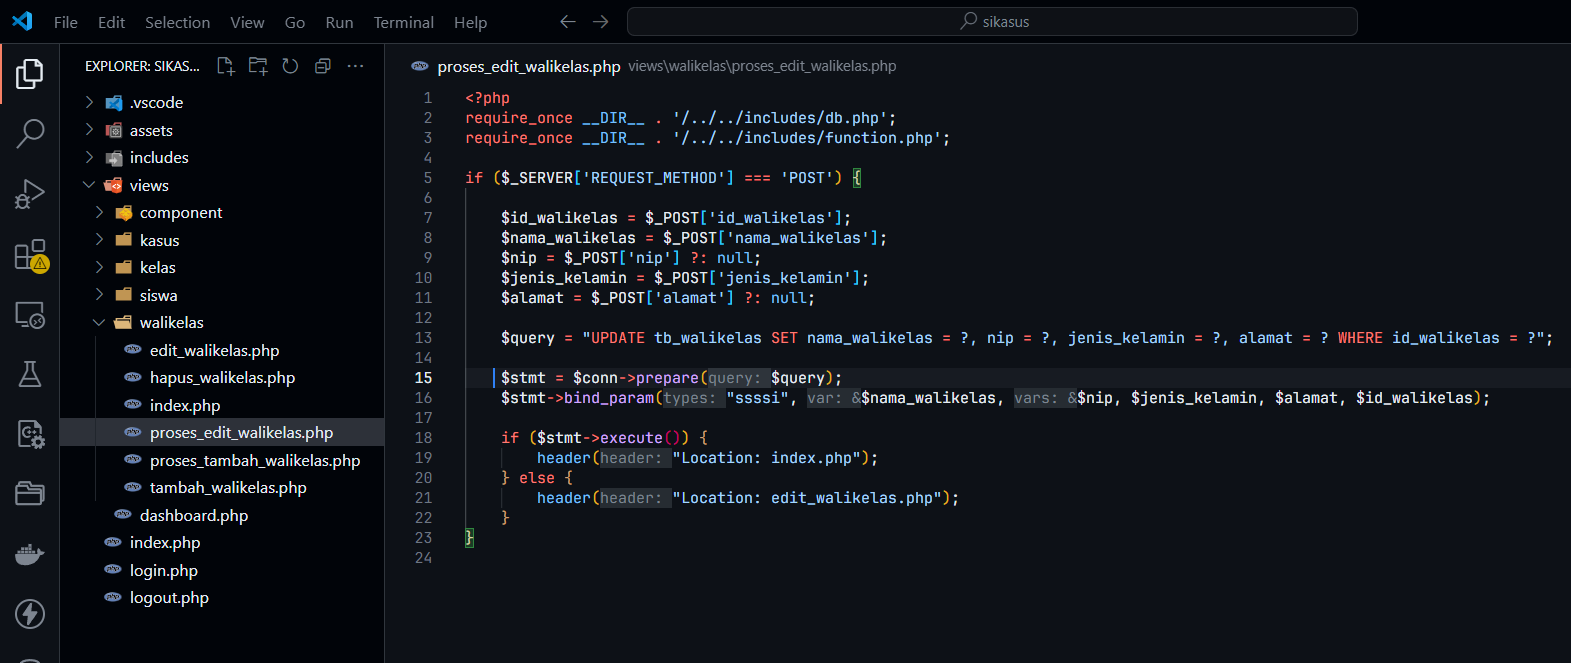 File Edit Selection View Go Run Terminal Help
sikasus
EXPLORER: SIKAS...
.vscode
assets
includes
views
component
kasus
kelas
siswa
walikelas
edit_walikelas.php
hapus_walikelas.php
index.php
proses_edit_walikelas.php
proses_tambah_walikelas.php
tambah_walikelas.php
dashboard.php
index.php
login.php
logout.php
proses_edit_walikelas.php views\walikelas\proses_edit_walikelas.php
1 <?php
2 require_once __DIR__ . '/../../includes/db.php';
3 require_once __DIR__ . '/../../includes/function.php';
4
5 if ($_SERVER['REQUEST_METHOD'] === 'POST') {
6
7 $id_walikelas = $_POST['id_walikelas'];
8 $nama_walikelas = $_POST['nama_walikelas'];
9 $nip = $_POST['nip'] ?: null;
10 $jenis_kelamin = $_POST['jenis_kelamin'];
11 $alamat = $_POST['alamat'] ?: null;
12
13 $query = "UPDATE tb_walikelas SET nama_walikelas = ?, nip = ?, jenis_kelamin = ?, alamat = ? WHERE id_walikelas = ?";
14
15 $stmt = $conn->prepare(query: $query);
16 $stmt->bind_param(types: "ssssi", var: &$nama_walikelas, vars: &$nip, $jenis_kelamin, $alamat, $id_walikelas);
17
18 if ($stmt->execute()) {
19 header(header: "Location: index.php");
20 } else {
21 header(header: "Location: edit_walikelas.php");
22 }
23 }
24